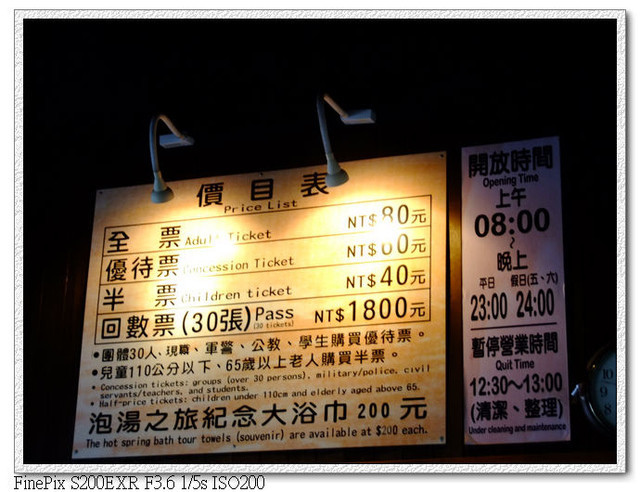 價目表
Price List
全 票 Adult Ticket NT$80元
優待票 Concession Ticket NT$60元
半 票 Children ticket NT$40元
回數票(30張) Pass (30 tickets) NT$1800元
•團體30人、現職、軍警、公教、學生購買優待票。
•兒童110公分以下、65歲以上老人購買半票。
• Concession tickets: groups (over 30 persons), military/police, civil
servants/teachers, and students.
• Half-price tickets: children under 110cm and elderly aged above 65.
泡湯之旅紀念大浴巾 200 元
The hot spring bath tour towels (souvenir) are available at $200 each.
開放時間
Opening Time
上午
08:00
~
晚上
平日 假日(五、六)
23:00 24:00
暫停營業時間
Quit Time
12:30～13:00
(清潔、整理)
Under cleaning and maintenance
10
9
8
FinePix S200EXR F3.6 1/5s ISO200